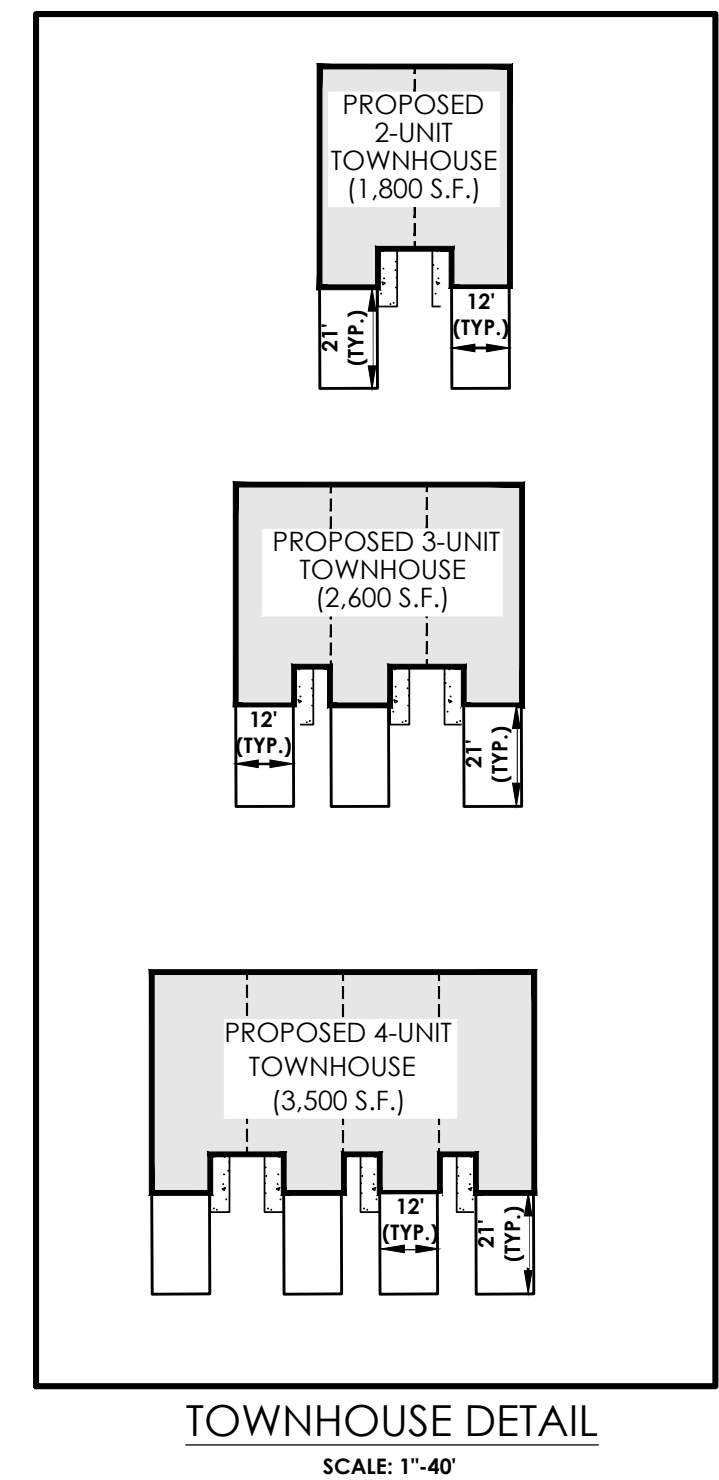 PROPOSED
2-UNIT
TOWNHOUSE
(1,800 S.F.)
21'
(TYP.)
12'
(TYP.)
PROPOSED 3-UNIT
TOWNHOUSE
(2,600 S.F.)
12'
(TYP.)
21'
(TYP.)
PROPOSED 4-UNIT
TOWNHOUSE
(3,500 S.F.)
12'
(TYP.)
21'
(TYP.)
TOWNHOUSE DETAIL
SCALE: 1"-40'